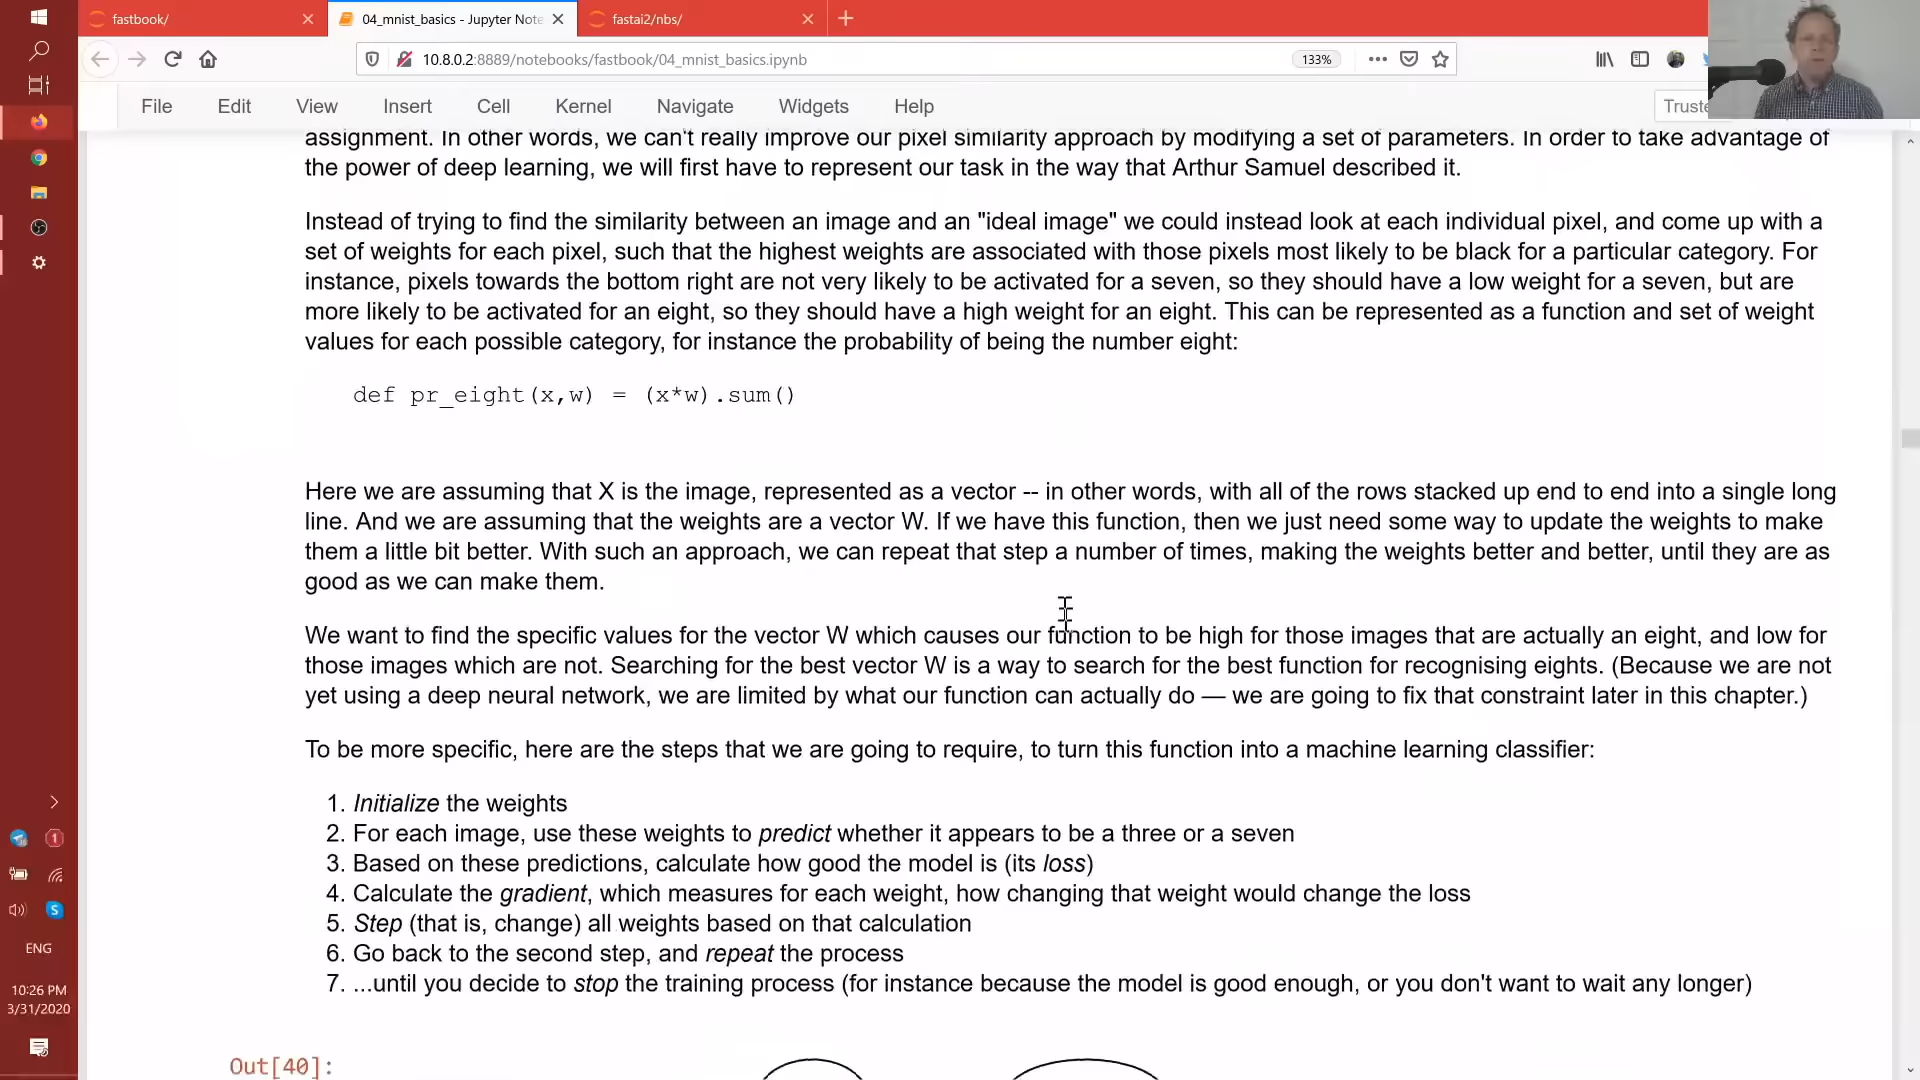 fastbook/
04_mnist_basics - Jupyter Note
fastai2/nbs/
10.8.0.2:8889/notebooks/fastbook/04_mnist_basics.ipynb
133%
File Edit View Insert Cell Kernel Navigate Widgets Help
Truste
assignment. In other words, we can't really improve our pixel similarity approach by modifying a set of parameters. In order to take advantage of
the power of deep learning, we will first have to represent our task in the way that Arthur Samuel described it.
Instead of trying to find the similarity between an image and an "ideal image" we could instead look at each individual pixel, and come up with a
set of weights for each pixel, such that the highest weights are associated with those pixels most likely to be black for a particular category. For
instance, pixels towards the bottom right are not very likely to be activated for a seven, so they should have a low weight for a seven, but are
more likely to be activated for an eight, so they should have a high weight for an eight. This can be represented as a function and set of weight
values for each possible category, for instance the probability of being the number eight:
def pr_eight(x,w) = (x*w).sum()
Here we are assuming that X is the image, represented as a vector -- in other words, with all of the rows stacked up end to end into a single long
line. And we are assuming that the weights are a vector W. If we have this function, then we just need some way to update the weights to make
them a little bit better. With such an approach, we can repeat that step a number of times, making the weights better and better, until they are as
good as we can make them.
We want to find the specific values for the vector W which causes our function to be high for those images that are actually an eight, and low for
those images which are not. Searching for the best vector W is a way to search for the best function for recognising eights. (Because we are not
yet using a deep neural network, we are limited by what our function can actually do — we are going to fix that constraint later in this chapter.)
To be more specific, here are the steps that we are going to require, to turn this function into a machine learning classifier:
1. Initialize the weights
2. For each image, use these weights to predict whether it appears to be a three or a seven
3. Based on these predictions, calculate how good the model is (its loss)
4. Calculate the gradient, which measures for each weight, how changing that weight would change the loss
5. Step (that is, change) all weights based on that calculation
6. Go back to the second step, and repeat the process
7. ...until you decide to stop the training process (for instance because the model is good enough, or you don't want to wait any longer)
Out[40]:
1
S
ENG
10:26 PM
3/31/2020